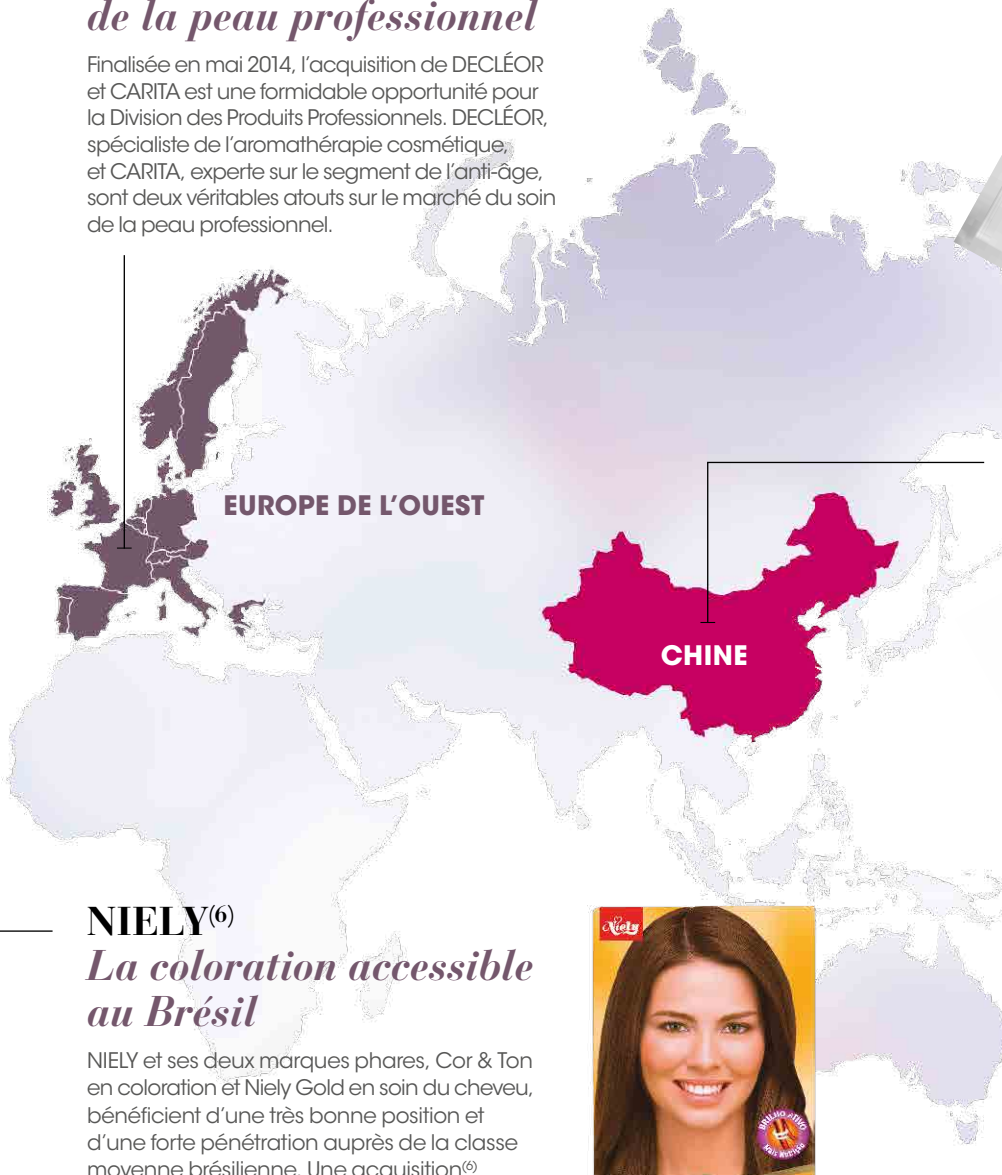 de la peau professionnel
Finalisée en mai 2014, l'acquisition de DECLÉOR
et CARITA est une formidable opportunité pour
la Division des Produits Professionnels. DECLÉOR,
spécialiste de l'aromathérapie cosmétique,
et CARITA, experte sur le segment de l'anti-âge,
sont deux véritables atouts sur le marché du soin
de la peau professionnel.
EUROPE DE L'OUEST
CHINE
NIELY(6)
La coloration accessible
au Brésil
NIELY et ses deux marques phares, Cor & Ton
en coloration et Niely Gold en soin du cheveu,
bénéficient d'une très bonne position et
d'une forte pénétration auprès de la classe
moyenne brésilienne. Une acquisition(6)
Niely
BRILHO ATIVO
Mais Nutrição